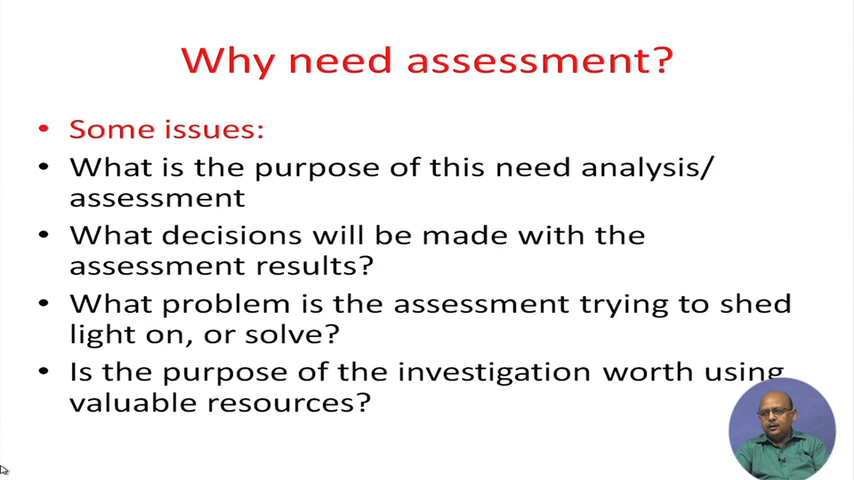 Why need assessment?
• Some issues:
• What is the purpose of this need analysis/
assessment
• What decisions will be made with the
assessment results?
• What problem is the assessment trying to shed
light on, or solve?
• Is the purpose of the investigation worth using
valuable resources?